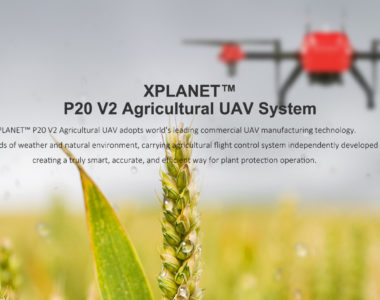 XPLANET™
P20 V2 Agricultural UAV System
PLANET™ P20 V2 Agricultural UAV adopts world's leading commercial UAV manufacturing technology.
ds of weather and natural environment, carrying agricultural flight control system independently developed
creating a truly smart, accurate, and efficient way for plant protection operation.